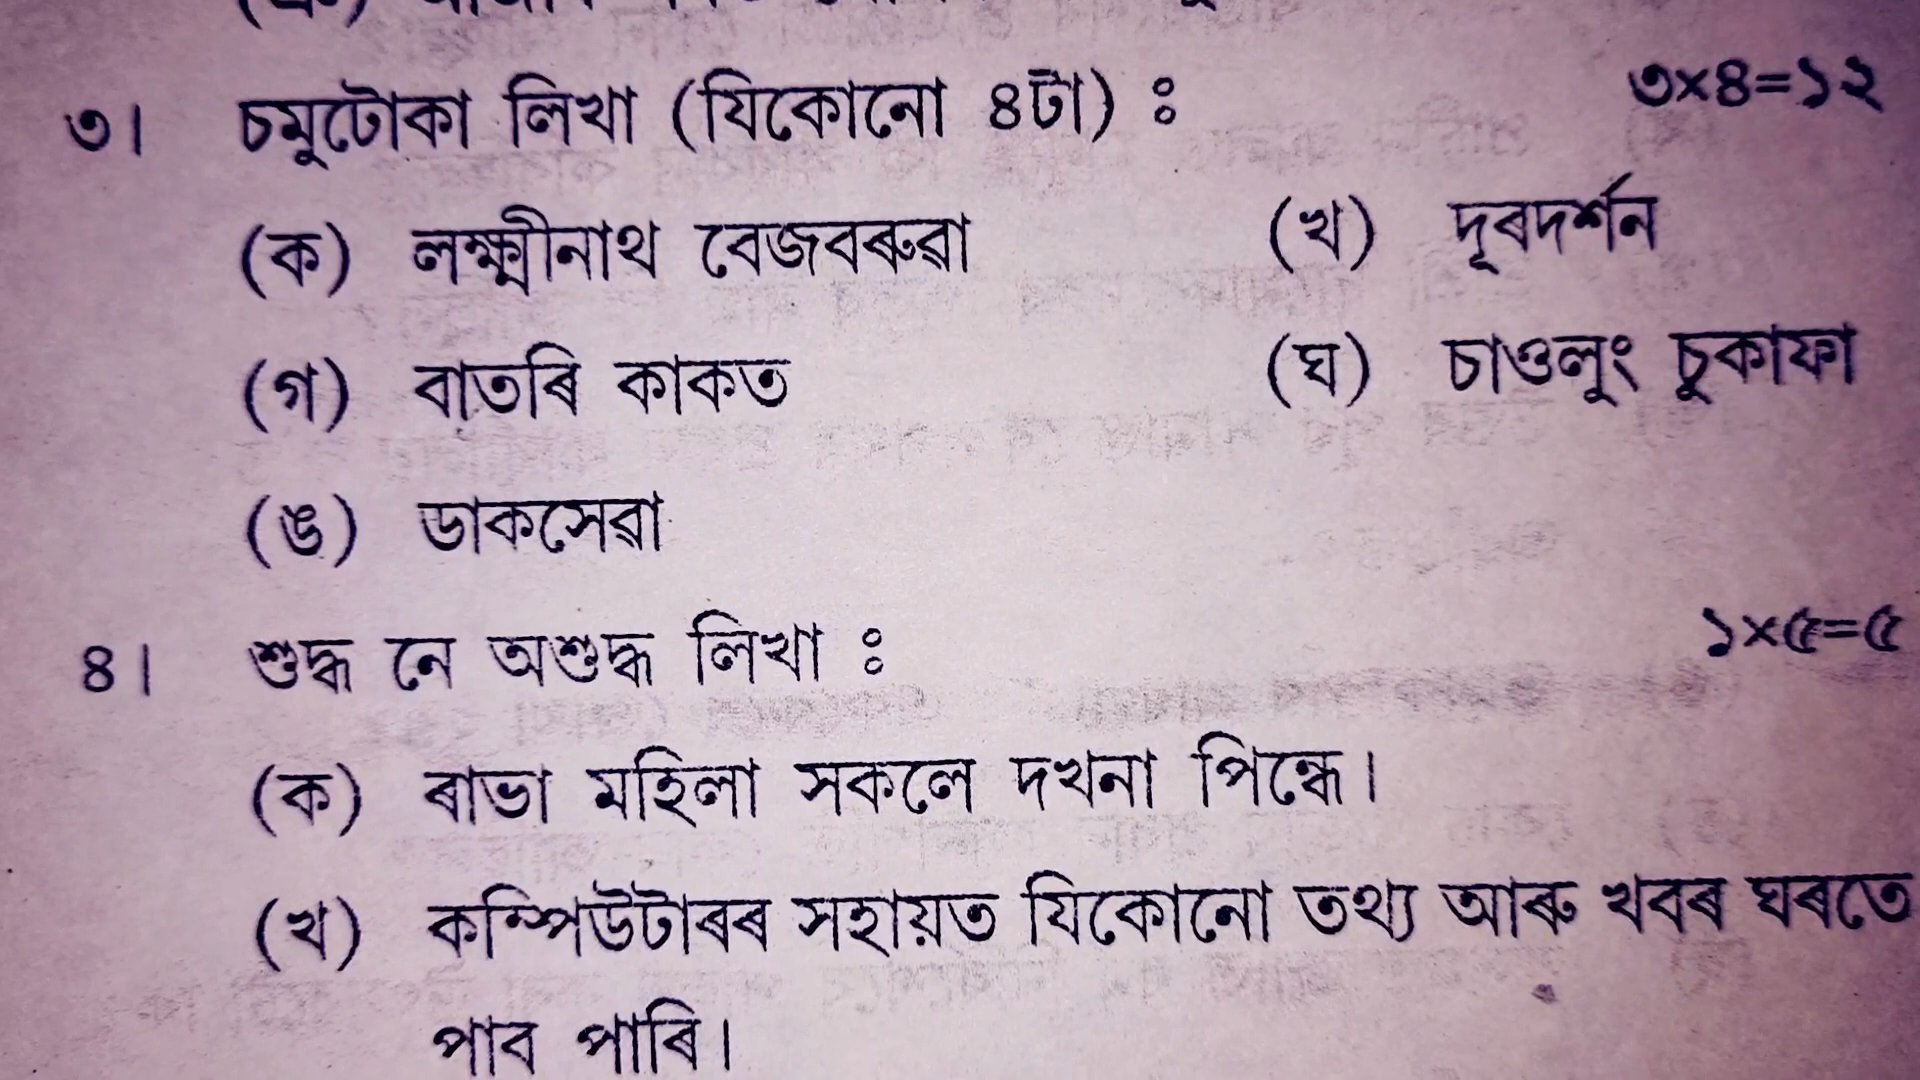 ৩। চমুটোকা লিখা (যিকোনো ৪টা) : ৩×৪=১২
(ক) লক্ষ্মীনাথ বেজবৰুৱা (খ) দূৰদৰ্শন
(গ) বাতৰি কাকত (ঘ) চাওলুং চুকাফা
(ঙ) ডাকসেৱা
৪। শুদ্ধ নে অশুদ্ধ লিখা : ১×৫=৫
(ক) ৰাভা মহিলা সকলে দখনা পিন্ধে।
(খ) কম্পিউটাৰৰ সহায়ত যিকোনো তথ্য আৰু খবৰ ঘৰতে
পাব পাৰি।